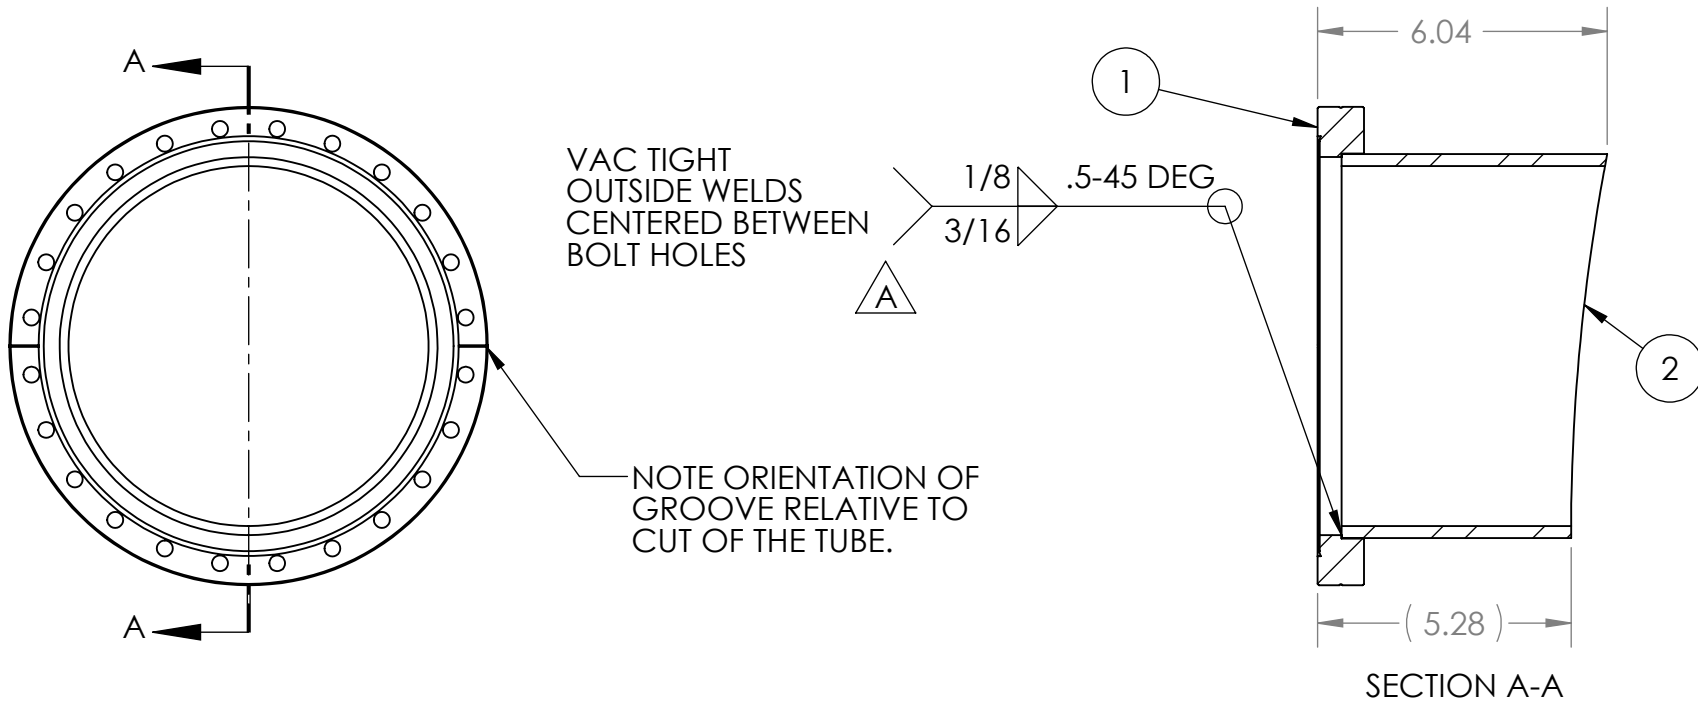 A
A
VAC TIGHT
OUTSIDE WELDS
CENTERED BETWEEN
BOLT HOLES
1/8
3/16
.5-45 DEG
A
NOTE ORIENTATION OF
GROOVE RELATIVE TO
CUT OF THE TUBE.
6.04
1
2
( 5.28 )
SECTION A-A